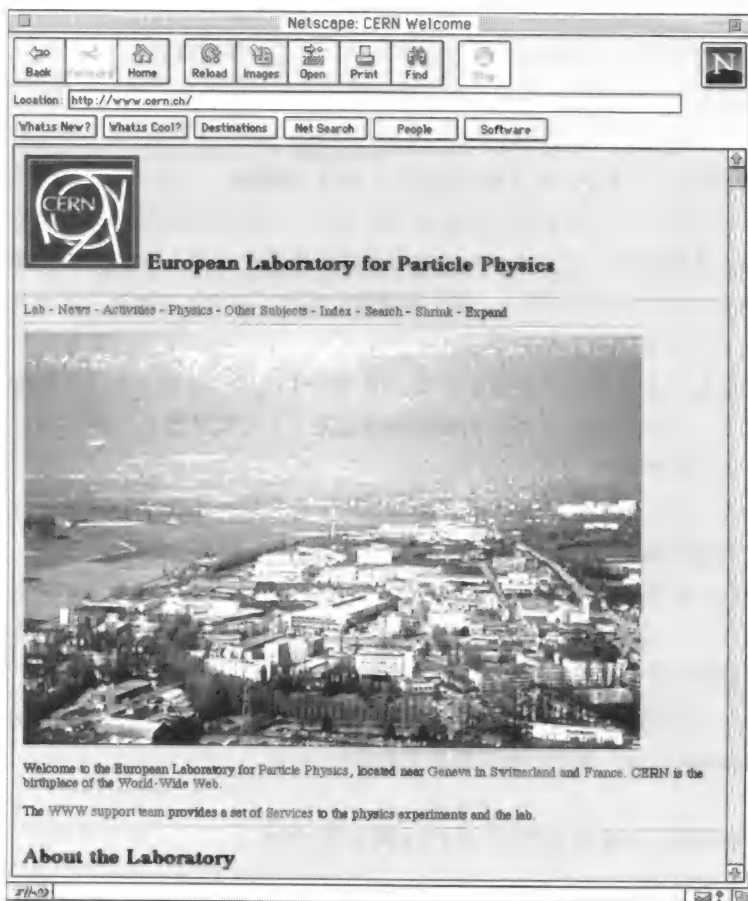 Netscape: CERN Welcome
Back Forward Home Reload Images Open Print Find Stop
N
Location: http://www.cern.ch/
What's New? What's Cool? Destinations Net Search People Software
CERN
European Laboratory for Particle Physics
Lab - News - Activities - Physics - Other Subjects - Index - Search - Shrink - Expand
Welcome to the European Laboratory for Particle Physics, located near Geneva in Switzerland and France. CERN is the
birthplace of the World-Wide Web.
The WWW support team provides a set of Services to the physics experiments and the lab.
About the Laboratory